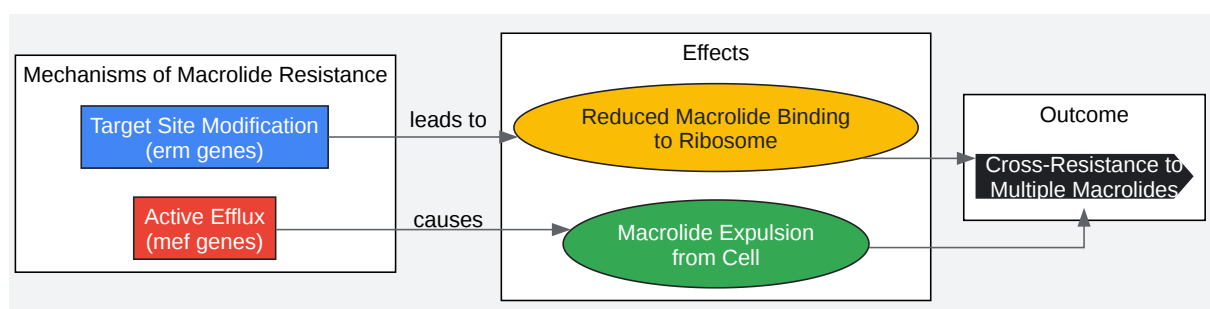 Mechanisms of Macrolide Resistance
Target Site Modification
(erm genes)
Active Efflux
(mef genes)
leads to
causes
Effects
Reduced Macrolide Binding
to Ribosome
Macrolide Expulsion
from Cell
Outcome
Cross-Resistance to
Multiple Macrolides